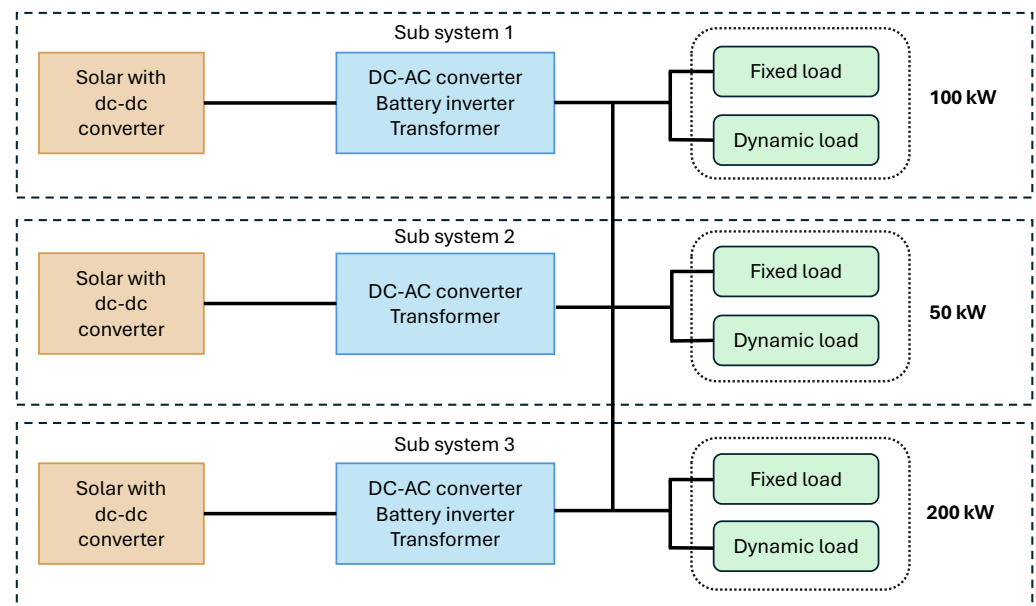 Sub system 1
Solar with
dc-dc
converter
DC-AC converter
Battery inverter
Transformer
Fixed load
Dynamic load
100 kW
Sub system 2
Solar with
dc-dc
converter
DC-AC converter
Transformer
Fixed load
Dynamic load
50 kW
Sub system 3
Solar with
dc-dc
converter
DC-AC converter
Battery inverter
Transformer
Fixed load
Dynamic load
200 kW